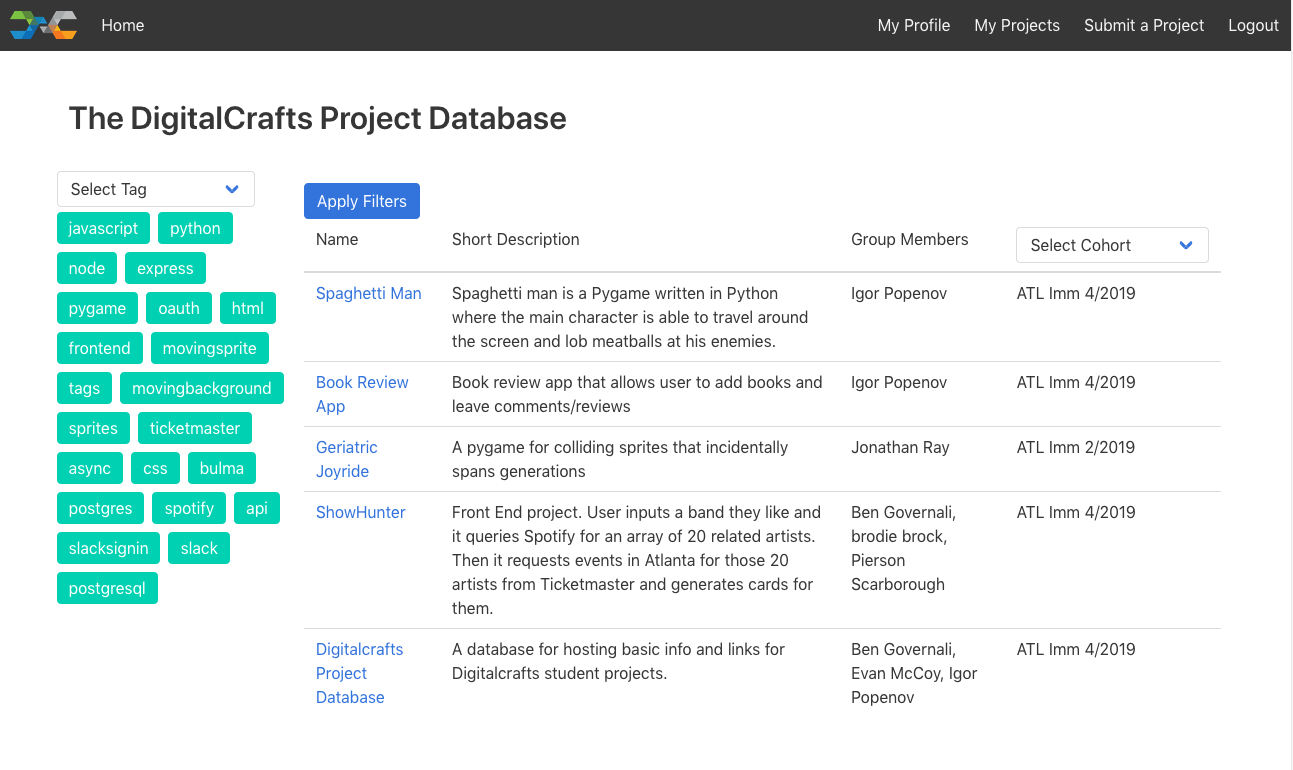 Home My Profile My Projects Submit a Project Logout
The DigitalCrafts Project Database
Select Tag
javascript python
node express
pygame oauth html
frontend movingsprite
tags movingbackground
sprites ticketmaster
async css bulma
postgres spotify api
slacksignin slack
postgresql
Apply Filters
Name Short Description Group Members Select Cohort
Spaghetti Man Spaghetti man is a Pygame written in Python Igor Popenov ATL Imm 4/2019
where the main character is able to travel around
the screen and lob meatballs at his enemies.
Book Review Book review app that allows user to add books and Igor Popenov ATL Imm 4/2019
App leave comments/reviews
Geriatric A pygame for colliding sprites that incidentally Jonathan Ray ATL Imm 2/2019
Joyride spans generations
ShowHunter Front End project. User inputs a band they like and Ben Governali, ATL Imm 4/2019
it queries Spotify for an array of 20 related artists. brodie brock,
Then it requests events in Atlanta for those 20 Pierson
artists from Ticketmaster and generates cards for Scarborough
them.
Digitalcrafts A database for hosting basic info and links for Ben Governali, ATL Imm 4/2019
Project Digitalcrafts student projects. Evan McCoy, Igor
Database Popenov